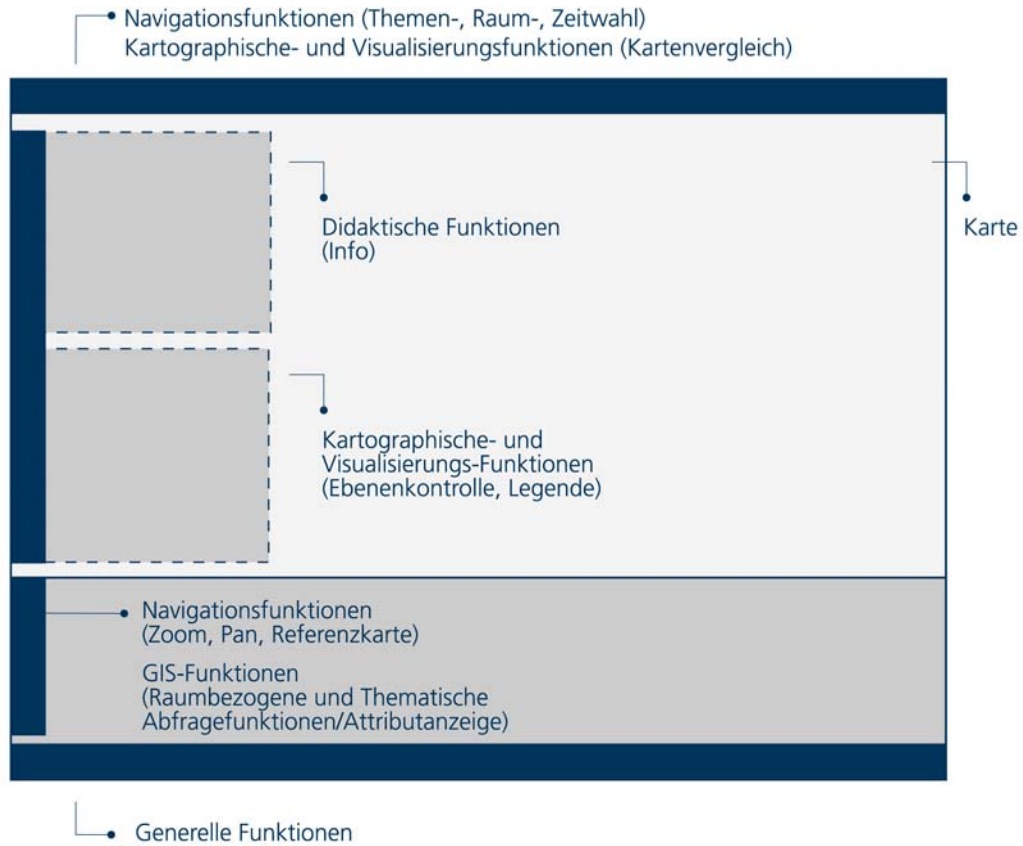 Navigationsfunktionen (Themen-, Raum-, Zeitwahl)
Kartographische- und Visualisierungsfunktionen (Kartenvergleich)
Didaktische Funktionen
(Info)
Karte
Kartographische- und
Visualisierungs-Funktionen
(Ebenenkontrolle, Legende)
Navigationsfunktionen
(Zoom, Pan, Referenzkarte)
GIS-Funktionen
(Raumbezogene und Thematische
Abfragefunktionen/Attributanzeige)
Generelle Funktionen